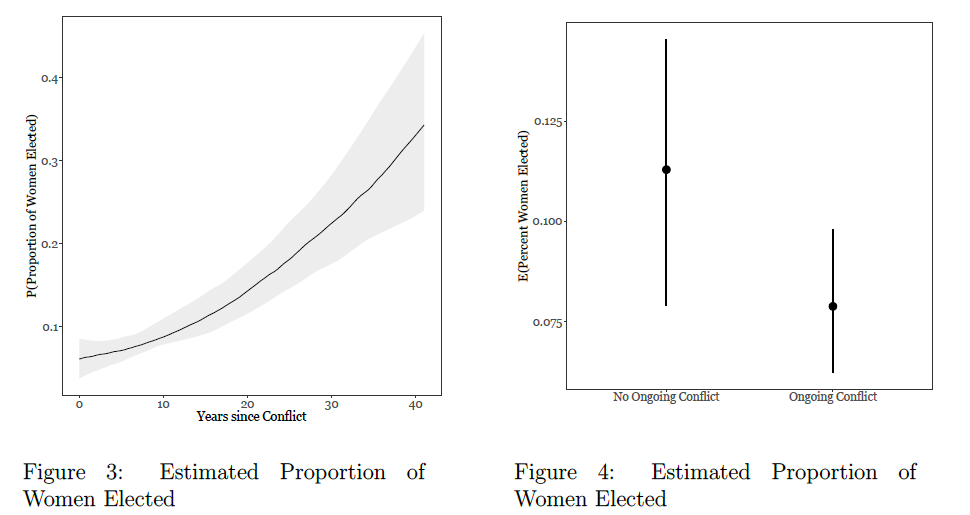 P(Proportion of Women Elected)
0.4
0.3
0.2
0.1
0 10 20 30 40
Years since Conflict
Figure 3: Estimated Proportion of
Women Elected
E(Percent Women Elected)
0.125
0.100
0.075
No Ongoing Conflict Ongoing Conflict
Figure 4: Estimated Proportion of
Women Elected